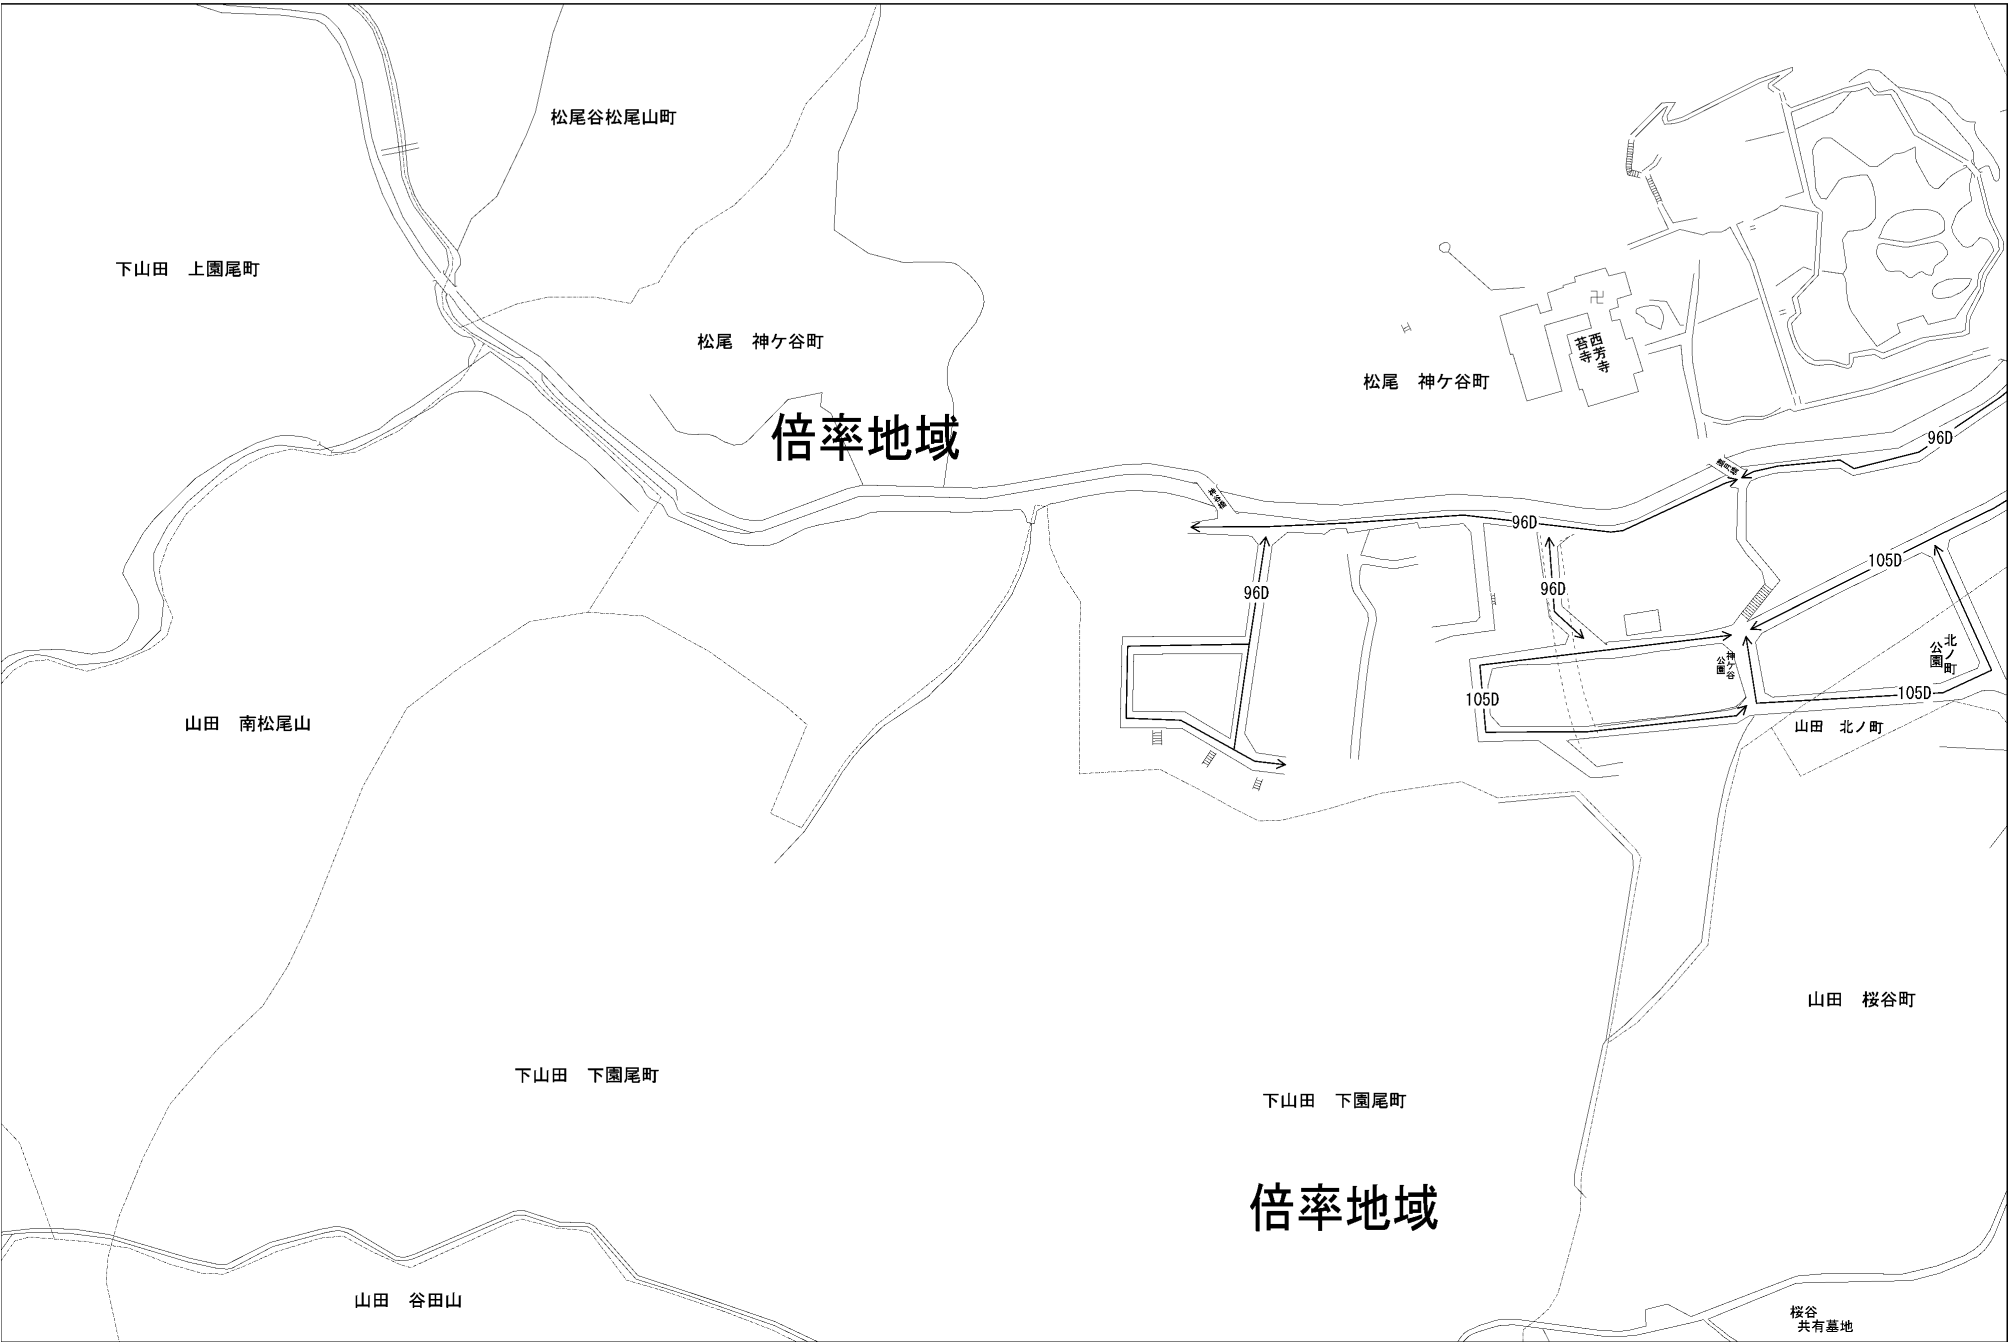 松尾谷松尾山町
下山田　上園尾町
松尾　神ケ谷町
松尾　神ケ谷町
西芳寺
苔寺
倍率地域
96D
96D
105D
96D
96D
北ノ町
公園
神ケ谷
公園
105D
105D
山田　南松尾山
山田　北ノ町
山田　桜谷町
下山田　下園尾町
下山田　下園尾町
倍率地域
山田　谷田山
桜谷
共有墓地